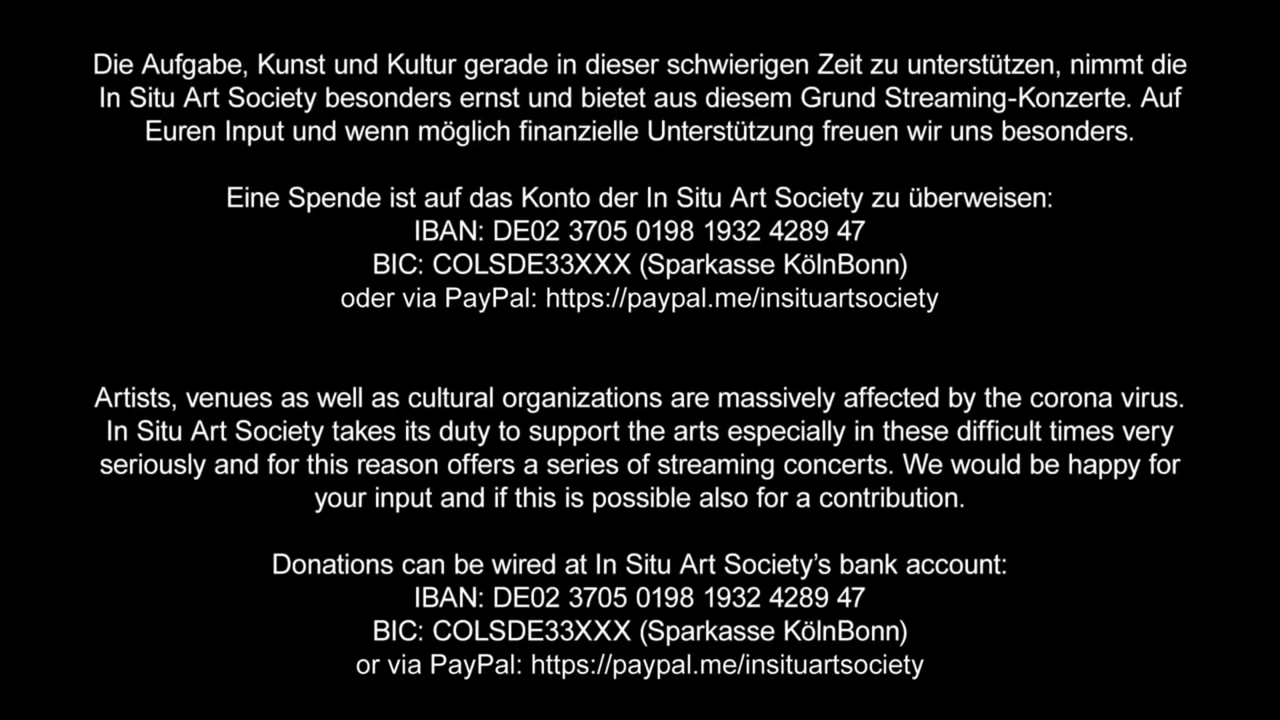 Die Aufgabe, Kunst und Kultur gerade in dieser schwierigen Zeit zu unterstützen, nimmt die
In Situ Art Society besonders ernst und bietet aus diesem Grund Streaming-Konzerte. Auf
Euren Input und wenn möglich finanzielle Unterstützung freuen wir uns besonders.
Eine Spende ist auf das Konto der In Situ Art Society zu überweisen:
IBAN: DE02 3705 0198 1932 4289 47
BIC: COLSDE33XXX (Sparkasse KölnBonn)
oder via PayPal: https://paypal.me/insituartsociety
Artists, venues as well as cultural organizations are massively affected by the corona virus.
In Situ Art Society takes its duty to support the arts especially in these difficult times very
seriously and for this reason offers a series of streaming concerts. We would be happy for
your input and if this is possible also for a contribution.
Donations can be wired at In Situ Art Society’s bank account:
IBAN: DE02 3705 0198 1932 4289 47
BIC: COLSDE33XXX (Sparkasse KölnBonn)
or via PayPal: https://paypal.me/insituartsociety